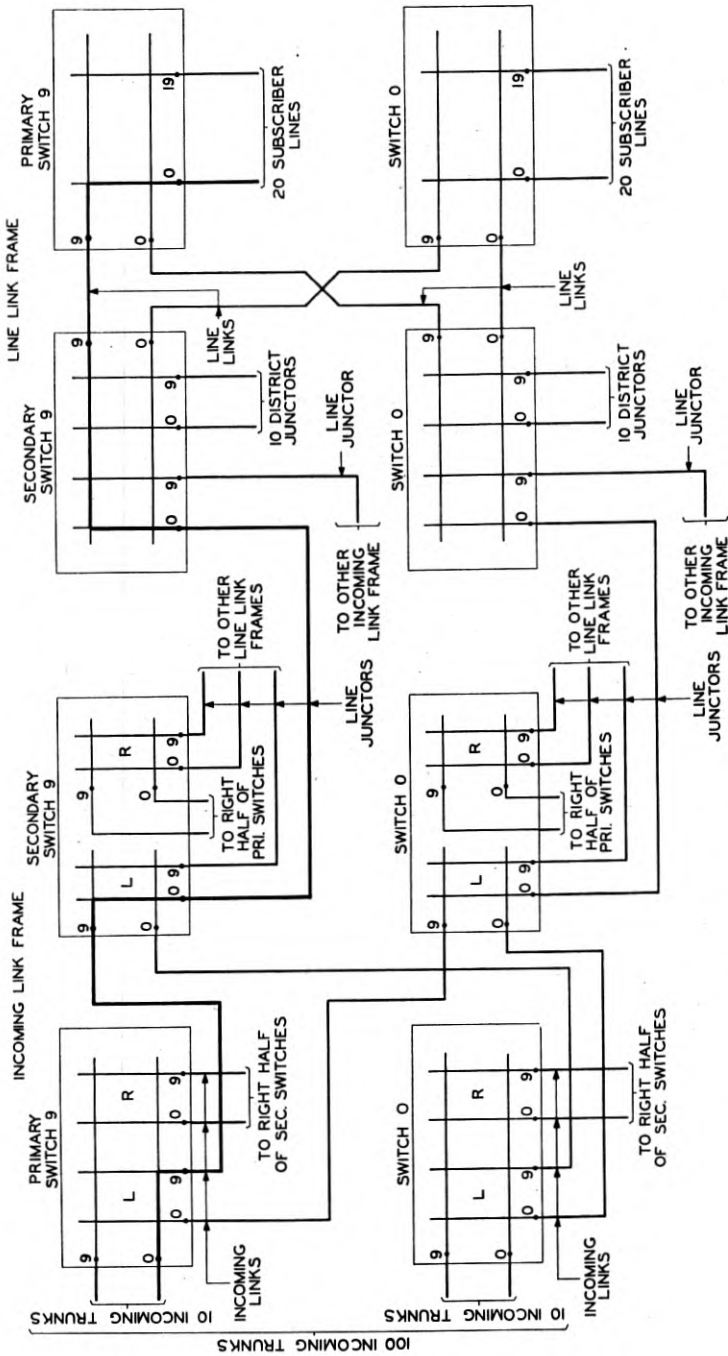 INCOMING LINK FRAME
LINE LINK FRAME
PRIMARY
SWITCH 9
SECONDARY
SWITCH 9
SECONDARY
SWITCH 9
PRIMARY
SWITCH 9
10 INCOMING TRUNKS
9
0
L
R
0
9
0
9
INCOMING
LINKS
TO RIGHT HALF
OF SEC. SWITCHES
9
0
L
0
9
9
0
R
0
9
TO RIGHT
HALF OF
PRI. SWITCHES
TO OTHER
LINE LINK
FRAMES
LINE
JUNCTORS
0
9
0
9
9
0
TO OTHER
INCOMING
LINK FRAME
LINE
JUNCTOR
10 DISTRICT
JUNCTORS
LINE
LINKS
9
0
0
19
20 SUBSCRIBER
LINES
100 INCOMING TRUNKS
SWITCH 0
SWITCH 0
SWITCH 0
SWITCH 0
10 INCOMING TRUNKS
9
0
L
R
0
9
0
9
INCOMING
LINKS
TO RIGHT HALF
OF SEC. SWITCHES
9
0
L
0
9
9
0
R
0
9
TO RIGHT
HALF OF
PRI. SWITCHES
TO OTHER
LINE LINK
FRAMES
LINE
JUNCTORS
0
9
0
9
9
0
TO OTHER
INCOMING
LINK FRAME
LINE
JUNCTOR
10 DISTRICT
JUNCTORS
LINE
LINKS
9
0
0
19
20 SUBSCRIBER
LINES